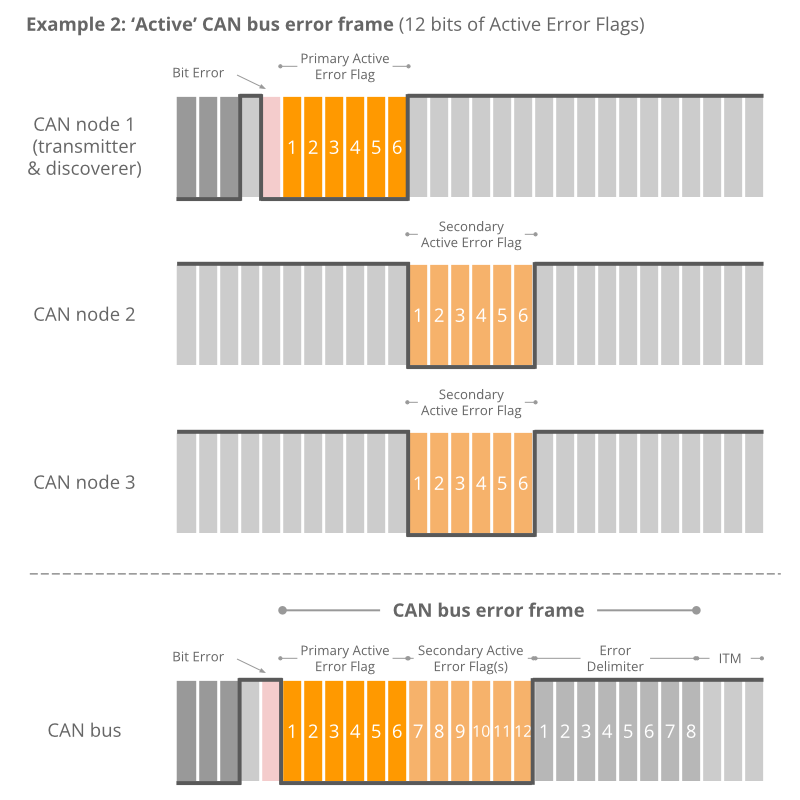 Example 2: ‘Active’ CAN bus error frame (12 bits of Active Error Flags)
Primary Active
Error Flag
Bit Error
CAN node 1
(transmitter
& discoverer)
1 2 3 4 5 6
Secondary
Active Error Flag
CAN node 2
1 2 3 4 5 6
Secondary
Active Error Flag
CAN node 3
1 2 3 4 5 6
CAN bus error frame
Bit Error
Primary Active
Error Flag
Secondary Active
Error Flag(s)
Error
Delimiter
ITM
CAN bus
1 2 3 4 5 6 7 8 9 10 11 12 1 2 3 4 5 6 7 8